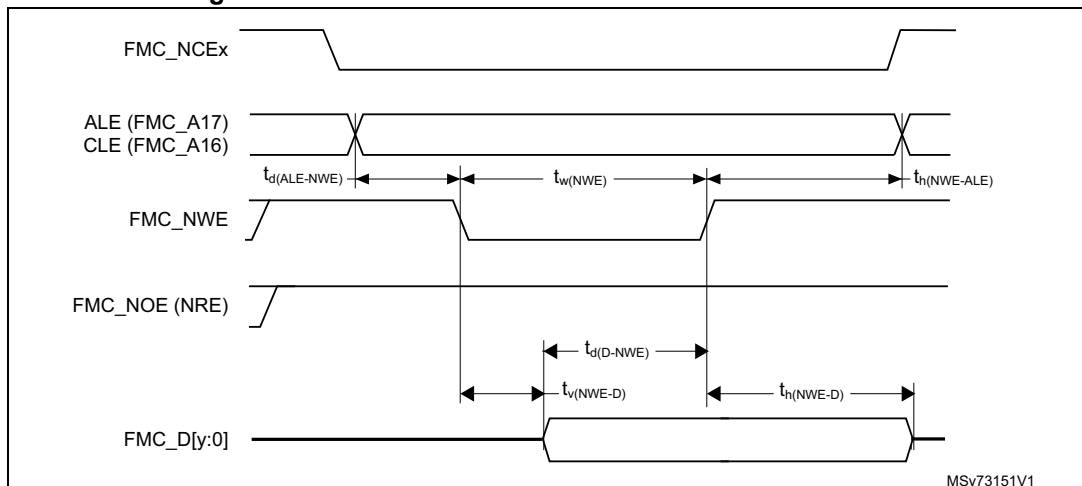 FMC_NCEx
ALE (FMC_A17)
CLE (FMC_A16)
td(ALE-NWE)
tw(NWE)
th(NWE-ALE)
FMC_NWE
FMC_NOE (NRE)
td(D-NWE)
tv(NWE-D)
th(NWE-D)
FMC_D[y:0]
MSv73151V1